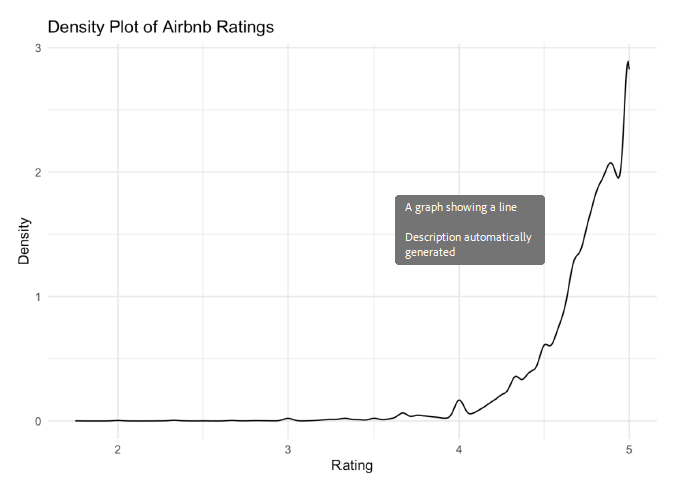 Density Plot of Airbnb Ratings
3
2
1
0
Density
A graph showing a line
Description automatically
generated
2
3
4
5
Rating